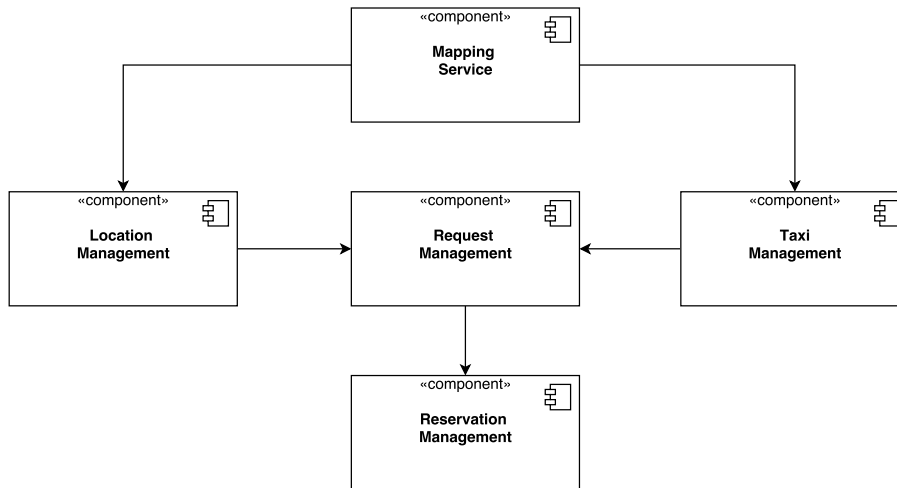 «component»
Mapping
Service
«component»
Location
Management
«component»
Request
Management
«component»
Taxi
Management
«component»
Reservation
Management